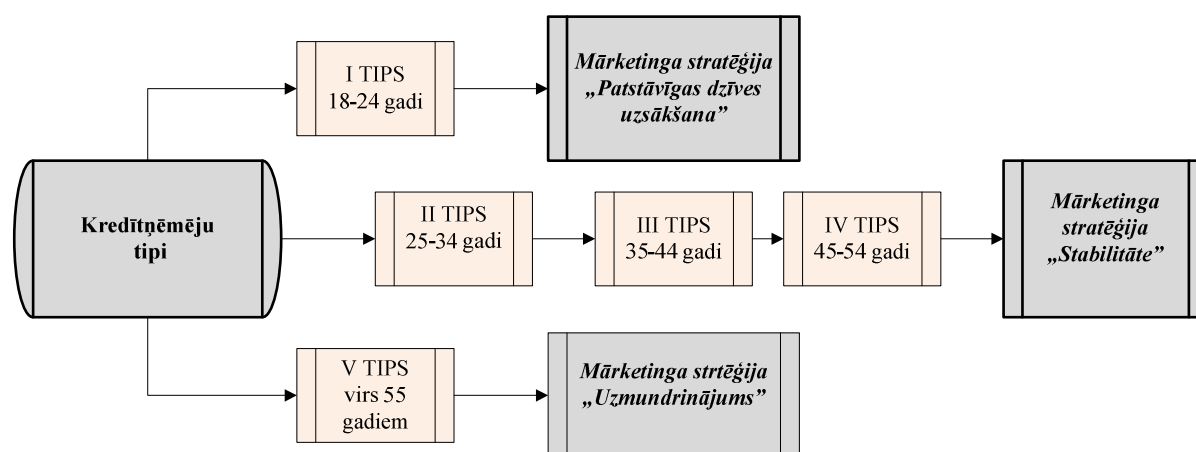 I TIPS
18-24 gadi
Mārketinga stratēģija
„Patstāvīgas dzīves
uzsākšana”
Kredītņēmēju
tipi
II TIPS
25-34 gadi
III TIPS
35-44 gadi
IV TIPS
45-54 gadi
Mārketinga
stratēģija
„Stabilitāte”
V TIPS
virs 55
gadiem
Mārketinga strtēģija
„Uzmundrinājums”